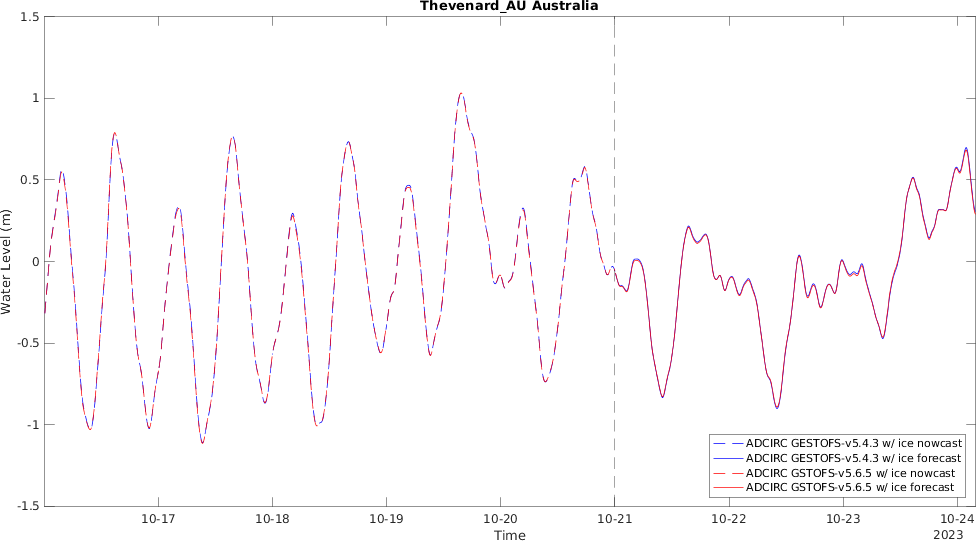 Thevenard_AU Australia
1.5
1
0.5
0
-0.5
-1
-1.5
Water Level (m)
10-17 10-18 10-19 10-20 10-21 10-22 10-23 10-24
Time
2023
ADCIRC GESTOFS-v5.4.3 w/ ice nowcast
ADCIRC GESTOFS-v5.4.3 w/ ice forecast
ADCIRC GSTOFS-v5.6.5 w/ ice nowcast
ADCIRC GSTOFS-v5.6.5 w/ ice forecast